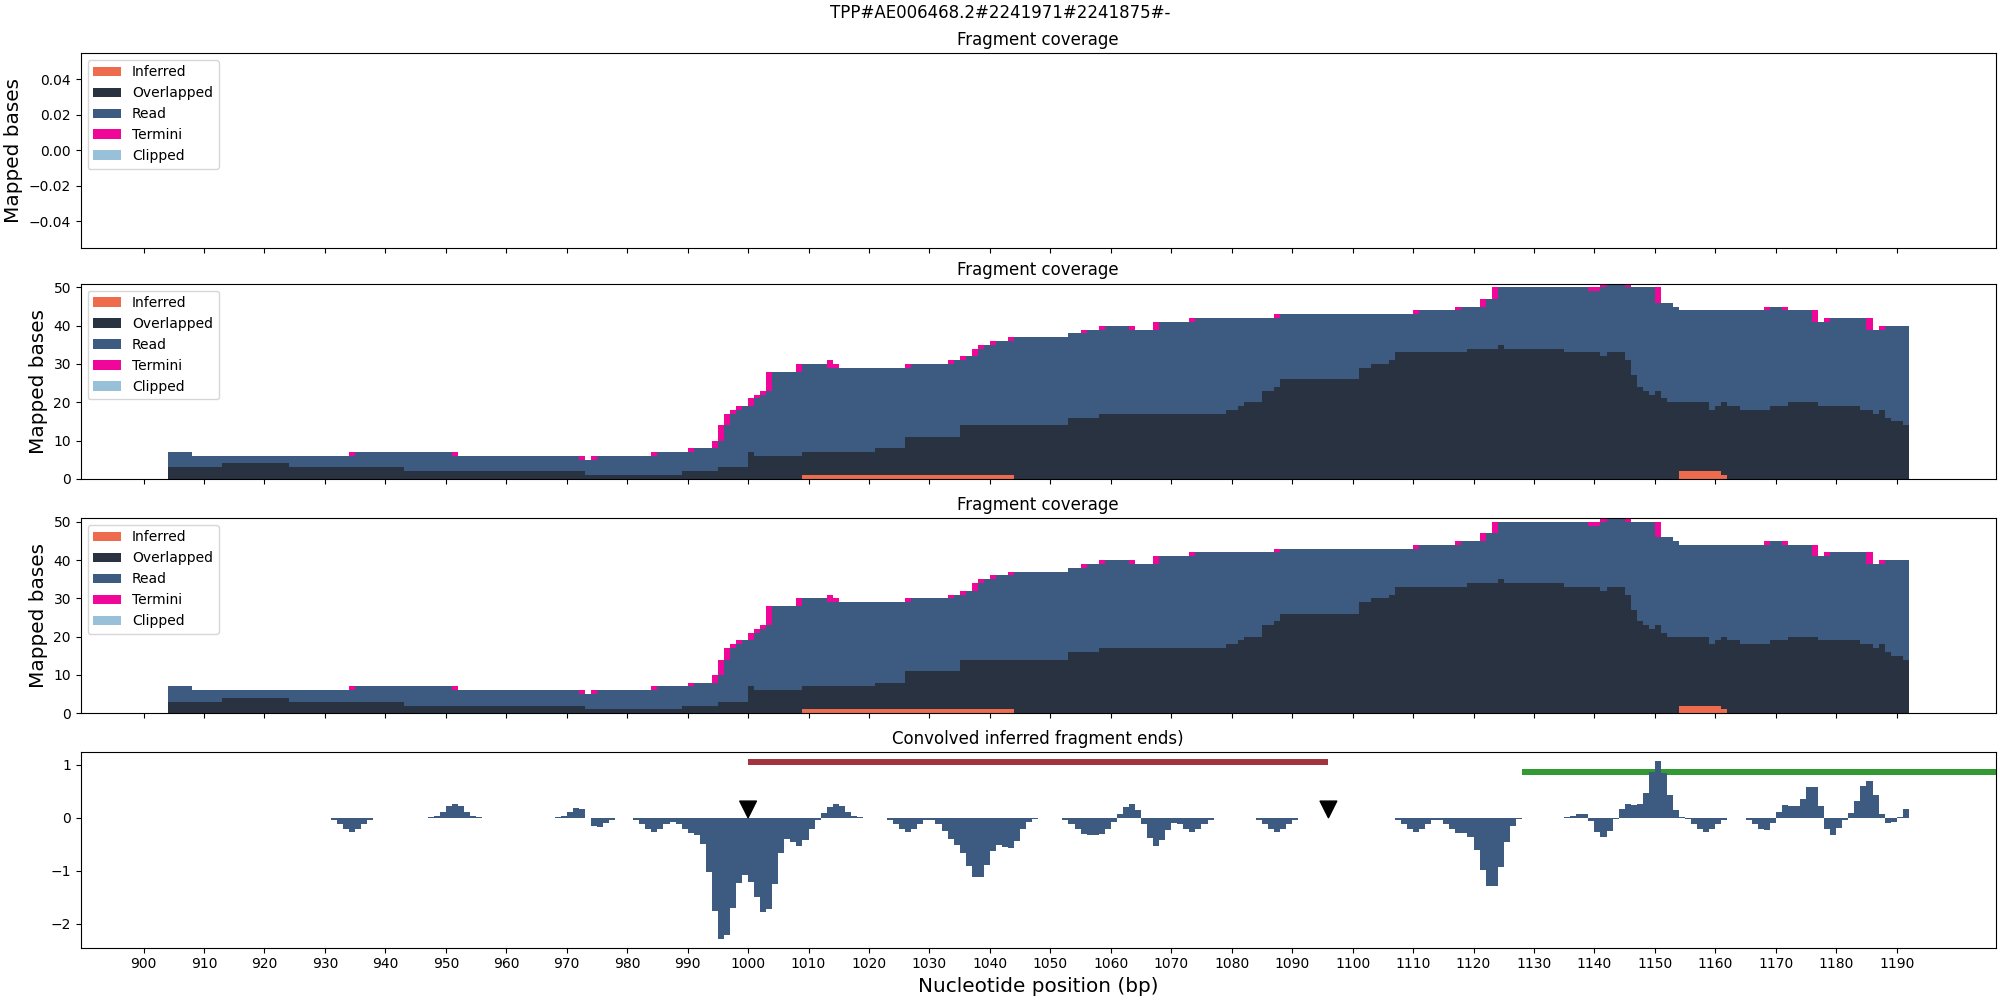 TPP#AE006468.2#2241971#2241875#-
Fragment coverage
Mapped bases
0.04
0.02
0.00
−0.02
−0.04
Inferred
Overlapped
Read
Termini
Clipped
Fragment coverage
Mapped bases
50
40
30
20
10
0
Inferred
Overlapped
Read
Termini
Clipped
Fragment coverage
Mapped bases
50
40
30
20
10
0
Inferred
Overlapped
Read
Termini
Clipped
Convolved inferred fragment ends)
1
0
−1
−2
900 910 920 930 940 950 960 970 980 990 1000 1010 1020 1030 1040 1050 1060 1070 1080 1090 1100 1110 1120 1130 1140 1150 1160 1170 1180 1190
Nucleotide position (bp)